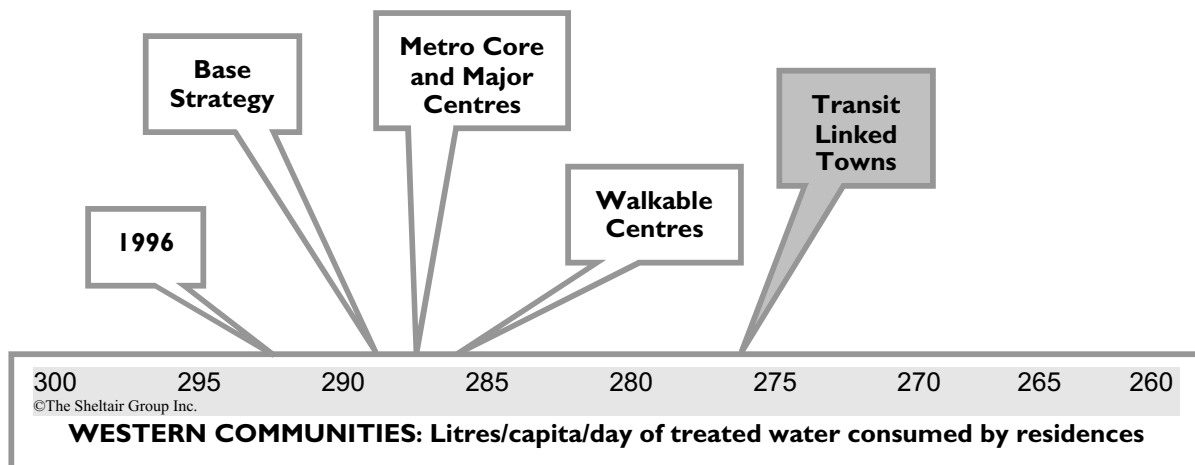 Base
Strategy
Metro Core
and Major
Centres
Transit
Linked
Towns
Walkable
Centres
1996
300 295 290 285 280 275 270 265 260
©The Sheltair Group Inc.
WESTERN COMMUNITIES: Litres/capita/day of treated water consumed by residences